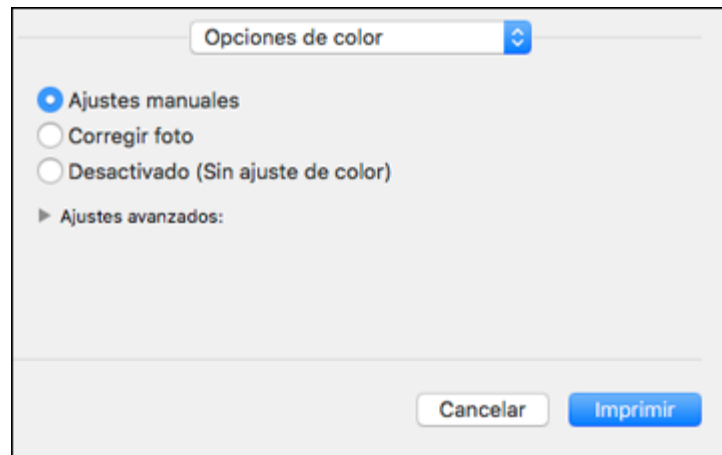 Opciones de color
Ajustes manuales
Corregir foto
Desactivado (Sin ajuste de color)
Ajustes avanzados:
Cancelar
Imprimir